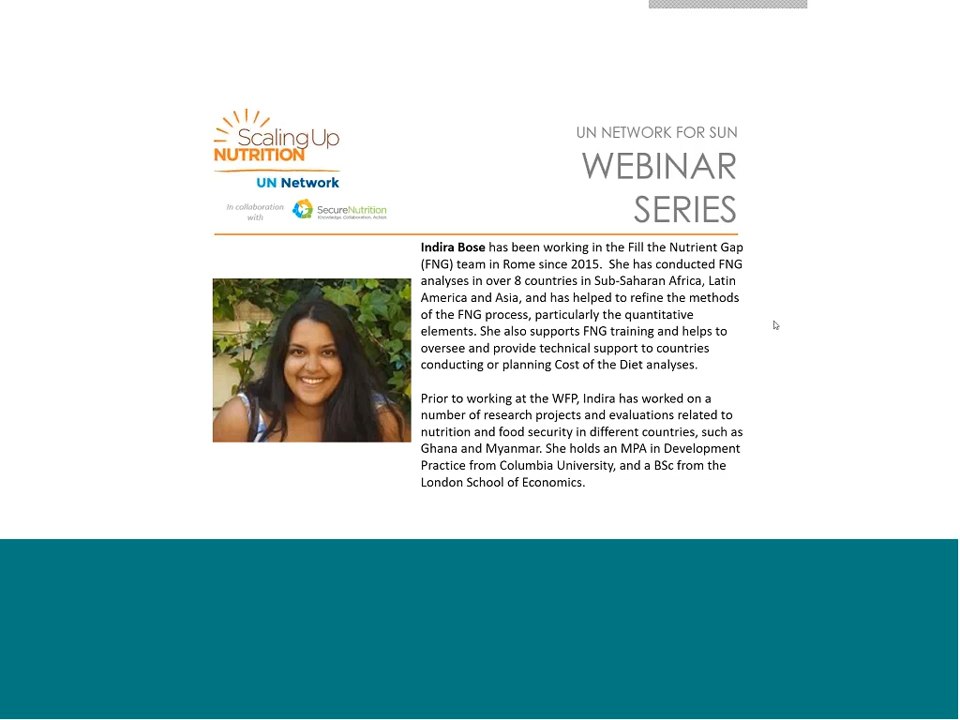 Scaling Up
NUTRITION
UN Network
In collaboration
with
SecureNutrition
Knowledge. Collaboration. Action
UN NETWORK FOR SUN
WEBINAR
SERIES
Indira Bose has been working in the Fill the Nutrient Gap
(FNG) team in Rome since 2015. She has conducted FNG
analyses in over 8 countries in Sub-Saharan Africa, Latin
America and Asia, and has helped to refine the methods
of the FNG process, particularly the quantitative
elements. She also supports FNG training and helps to
oversee and provide technical support to countries
conducting or planning Cost of the Diet analyses.
Prior to working at the WFP, Indira has worked on a
number of research projects and evaluations related to
nutrition and food security in different countries, such as
Ghana and Myanmar. She holds an MPA in Development
Practice from Columbia University, and a BSc from the
London School of Economics.